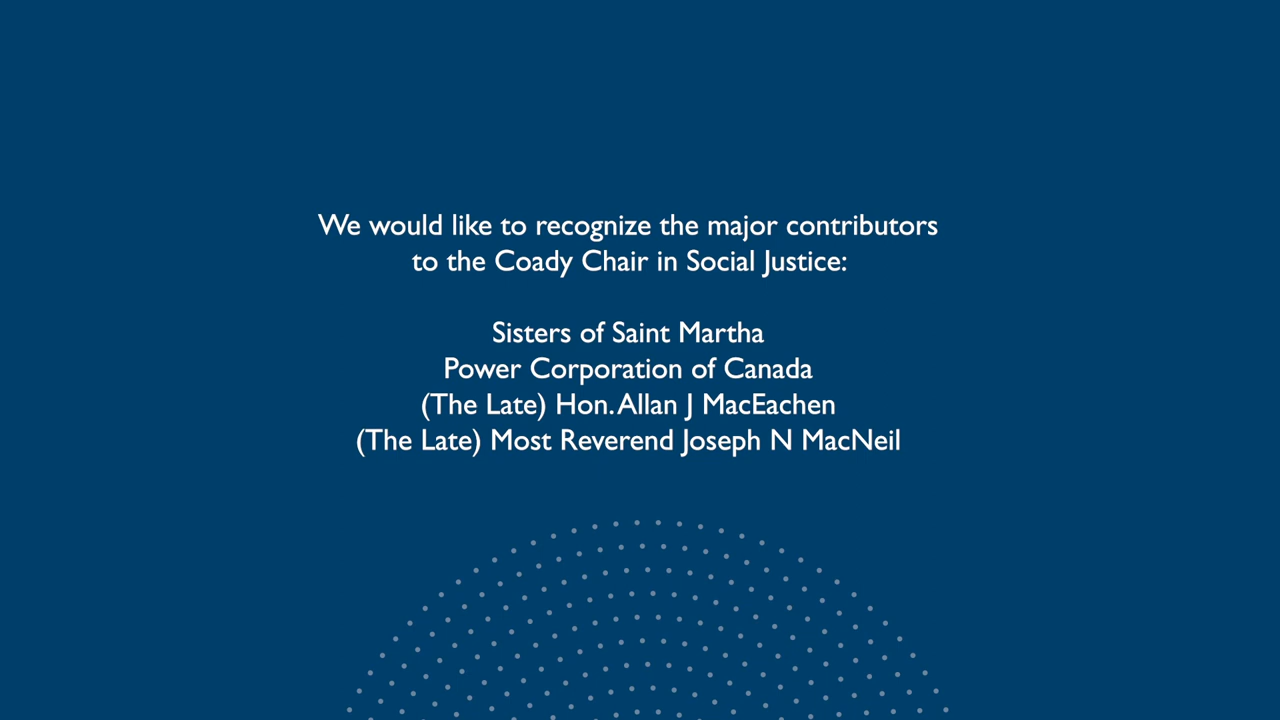 We would like to recognize the major contributors
to the Coady Chair in Social Justice:
Sisters of Saint Martha
Power Corporation of Canada
(The Late) Hon. Allan J MacEachen
(The Late) Most Reverend Joseph N MacNeil